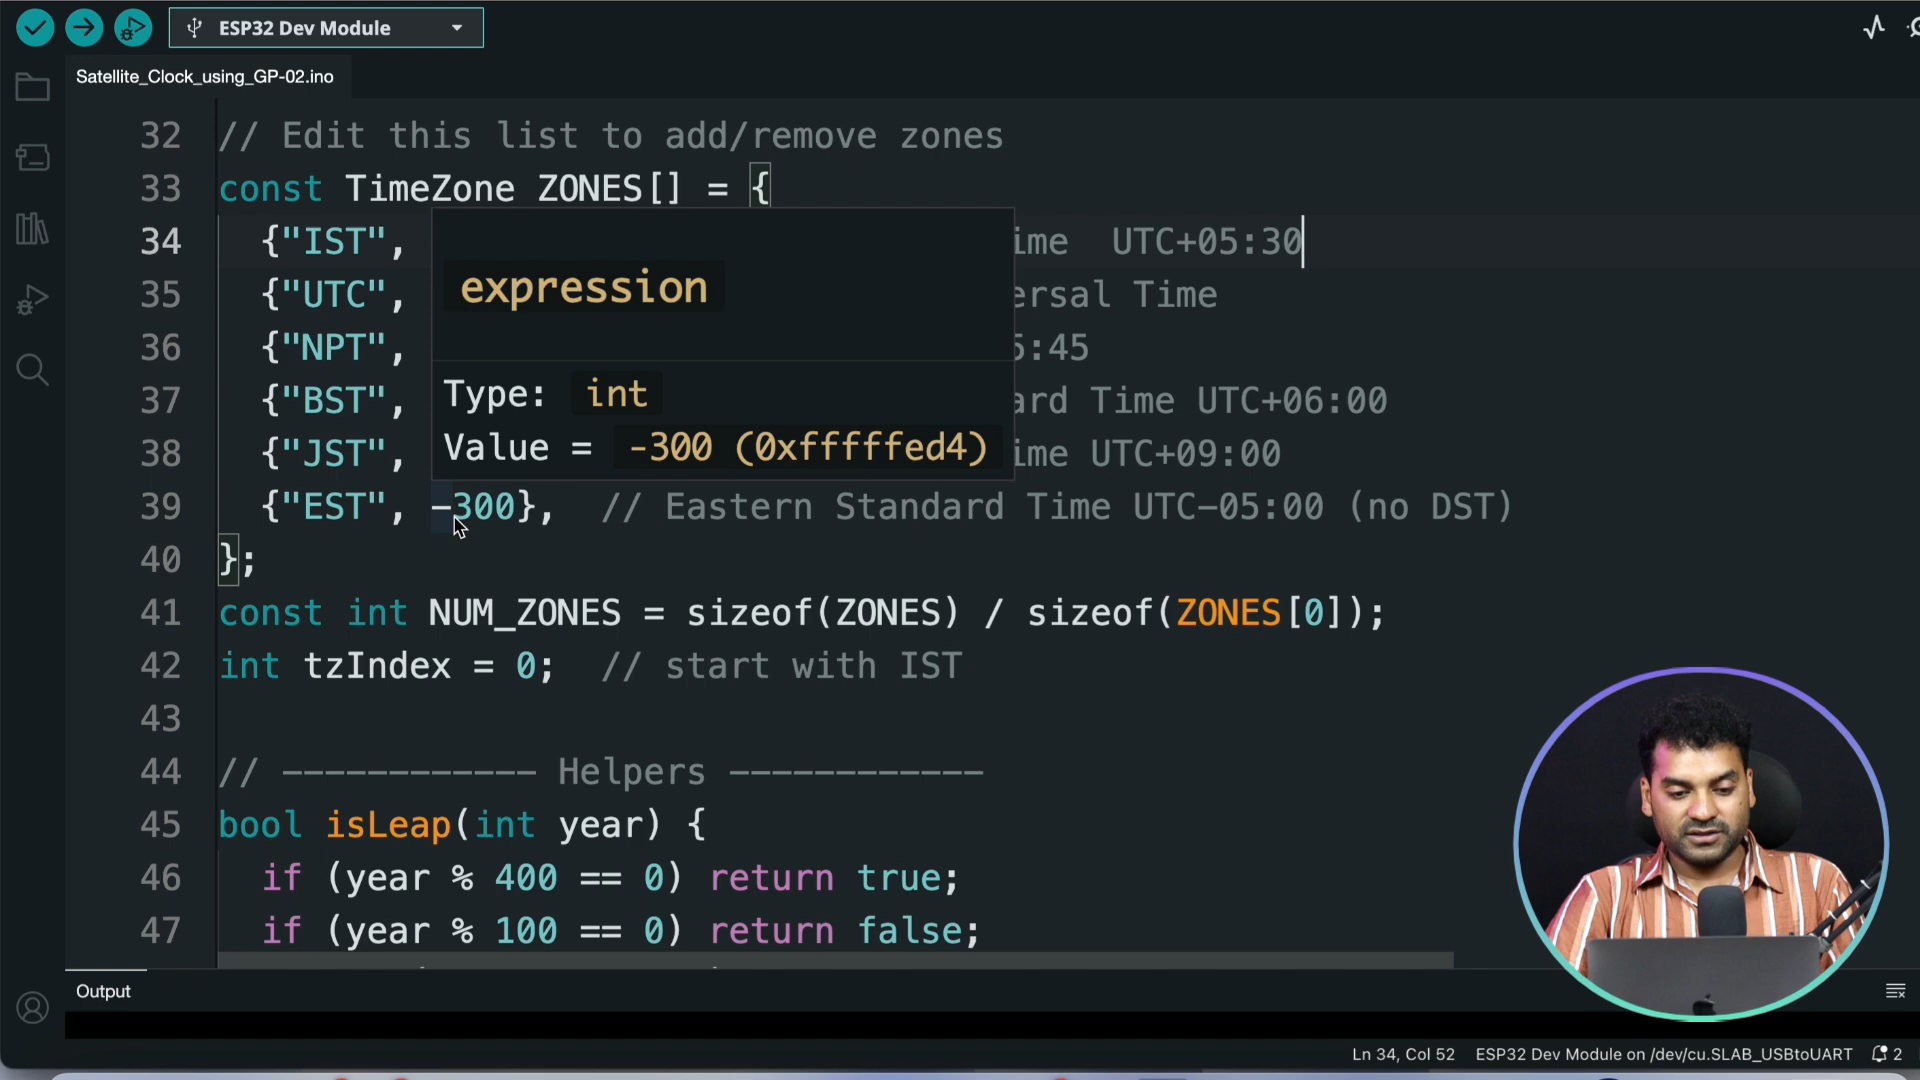 ESP32 Dev Module
Satellite_Clock_using_GP-02.ino
32 // Edit this list to add/remove zones
33 const TimeZone ZONES[] = {
34 {"IST", ime UTC+05:30
35 {"UTC", ersal Time
36 {"NPT", 5:45
37 {"BST", ard Time UTC+06:00
38 {"JST", ime UTC+09:00
expression
Type: int
Value = -300 (0xfffffed4)
39 {"EST", -300}, // Eastern Standard Time UTC-05:00 (no DST)
40 };
41 const int NUM_ZONES = sizeof(ZONES) / sizeof(ZONES[0]);
42 int tzIndex = 0; // start with IST
43
44 // ------------ Helpers ------------
45 bool isLeap(int year) {
46 if (year % 400 == 0) return true;
47 if (year % 100 == 0) return false;
Output
Ln 34, Col 52 ESP32 Dev Module on /dev/cu.SLAB_USBtoUART 2